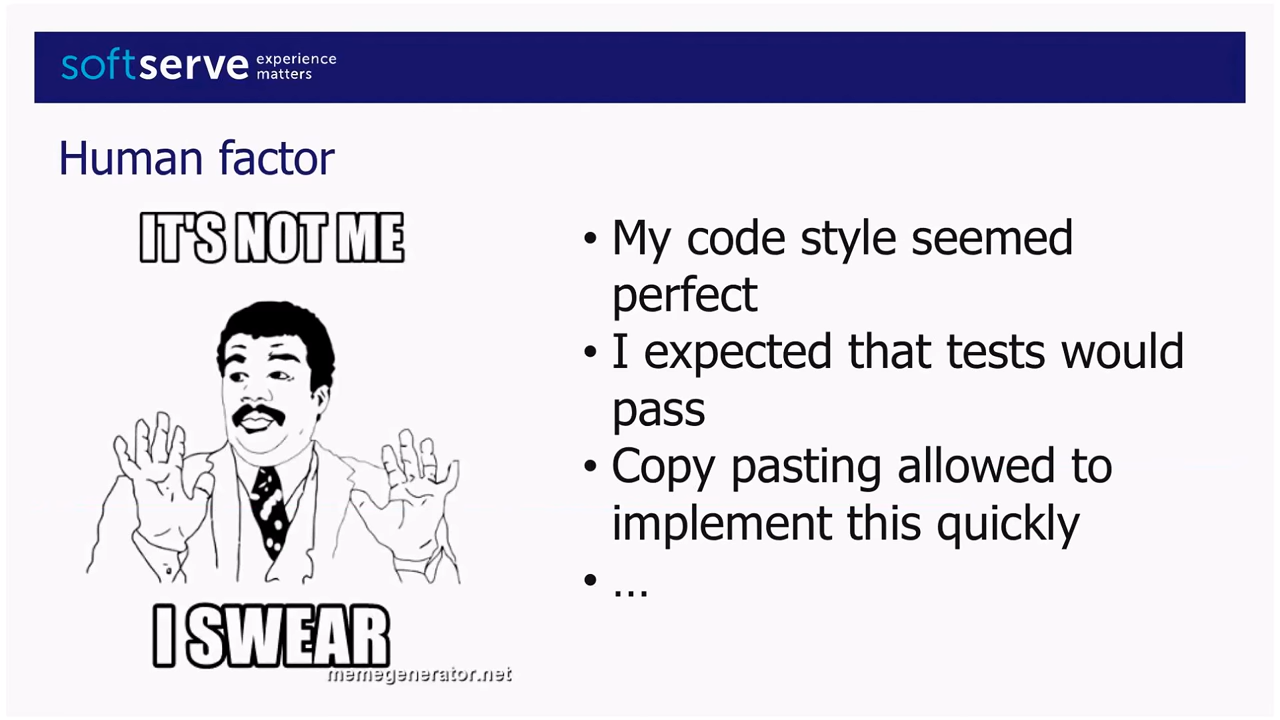 softserve experience
matters
Human factor
IT'S NOT ME
I SWEAR
memegenerator.net
• My code style seemed
perfect
• I expected that tests would
pass
• Copy pasting allowed to
implement this quickly
• ...